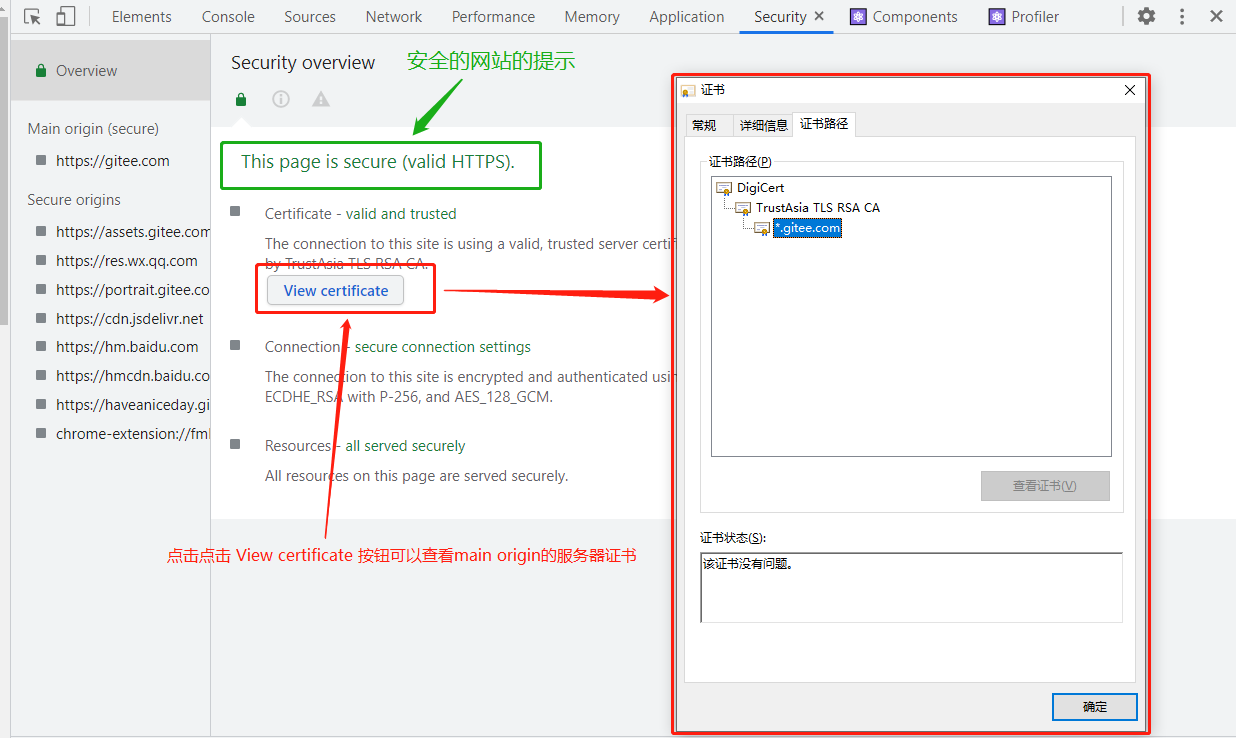 Elements Console Sources Network Performance Memory Application Security Components Profiler
Overview
Main origin (secure)
https://gitee.com
Secure origins
https://assets.gitee.com
https://res.wx.qq.com
https://portrait.gitee.co
https://cdn.jsdelivr.net
https://hm.baidu.com
https://hmcdn.baidu.co
https://haveaniceday.gi
chrome-extension://fml
Security overview
安全的网站的提示
This page is secure (valid HTTPS).
Certificate - valid and trusted
The connection to this site is using a valid, trusted server certif
by TrustAsia TLS RSA CA.
View certificate
Connection - secure connection settings
The connection to this site is encrypted and authenticated usin
ECDHE_RSA with P-256, and AES_128_GCM.
Resources - all served securely
All resources on this page are served securely.
点击点击 View certificate 按钮可以查看main origin的服务器证书
证书
常规 详细信息 证书路径
证书路径(P)
DigiCert
TrustAsia TLS RSA CA
*.gitee.com
查看证书(V)
证书状态(S):
该证书没有问题。
确定